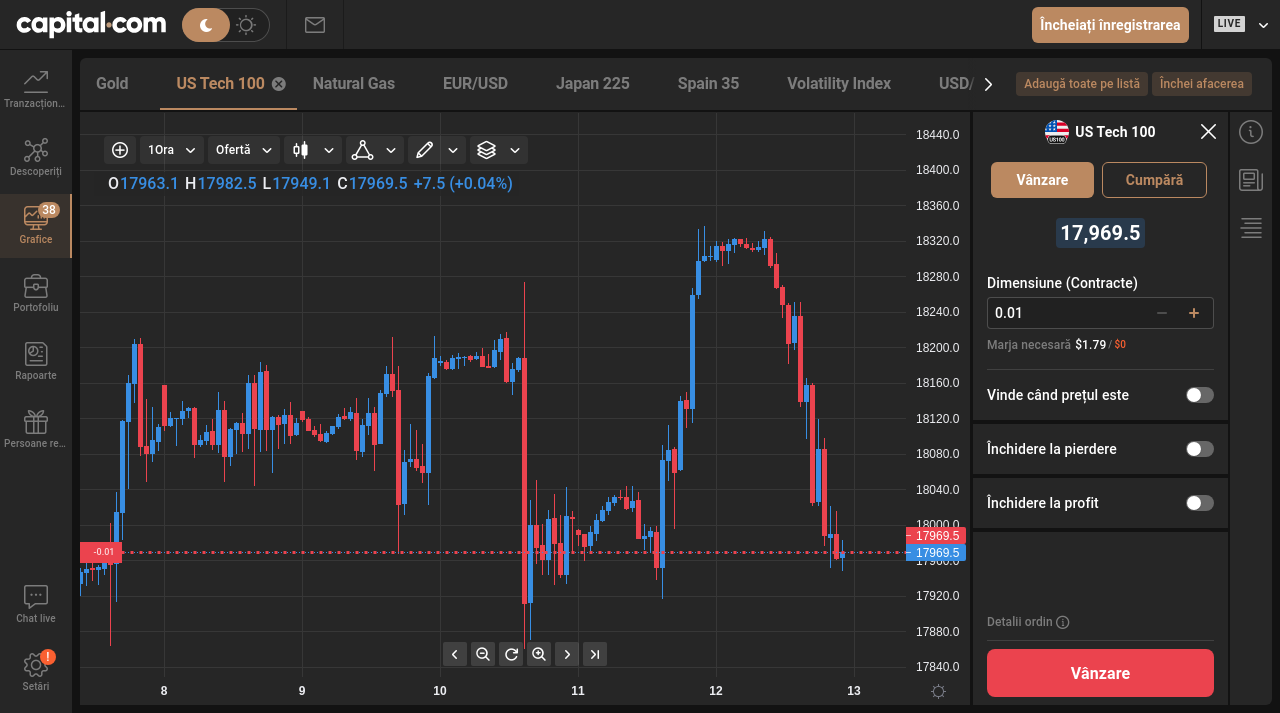 capital.com
Încheiați înregistrarea
LIVE
Tranzacțion...
Descoperiți
38
Grafice
Portofoliu
Rapoarte
Persoane re...
Chat live
!
Setări
Gold
US Tech 100
Natural Gas
EUR/USD
Japan 225
Spain 35
Volatility Index
USD/
Adaugă toate pe listă
Închei afacerea
1Ora
Ofertă
O17963.1 H17982.5 L17949.1 C17969.5 +7.5 (+0.04%)
18440.0
18400.0
18360.0
18320.0
18280.0
18240.0
18200.0
18160.0
18120.0
18080.0
18040.0
18000.0
17969.5
17969.5
17960.0
17920.0
17880.0
17840.0
-0.01
8 9 10 11 12 13
US100
US Tech 100
Vânzare
Cumpără
17,969.5
Dimensiune (Contracte)
0.01
Marja necesară $1.79 / $0
Vinde când prețul este
Închidere la pierdere
Închidere la profit
Detalii ordin
Vânzare